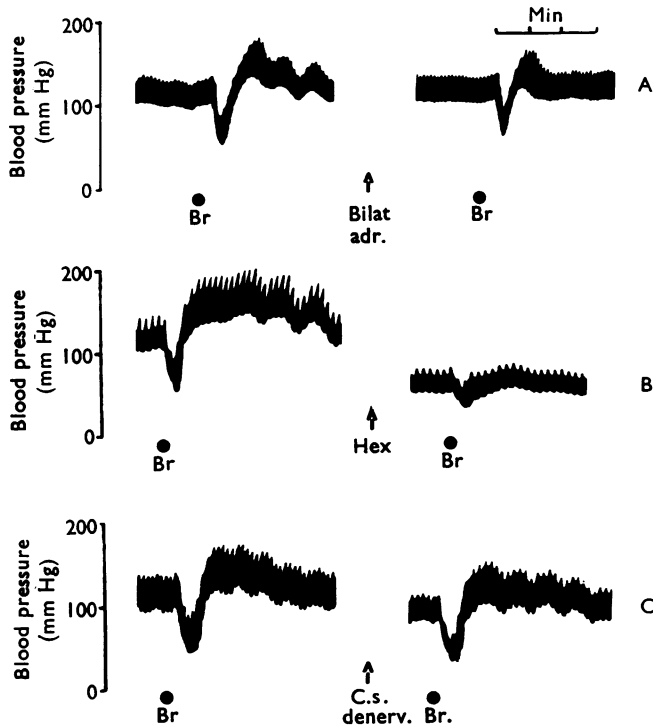 Min
Blood pressure
(mm Hg)
200
100
0
A
Br
Bilat
adr.
Br
Blood pressure
(mm Hg)
200
100
0
B
Br
Hex
Br
Blood pressure
(mm Hg)
200
100
0
C
Br
C.s.
denerv.
Br.